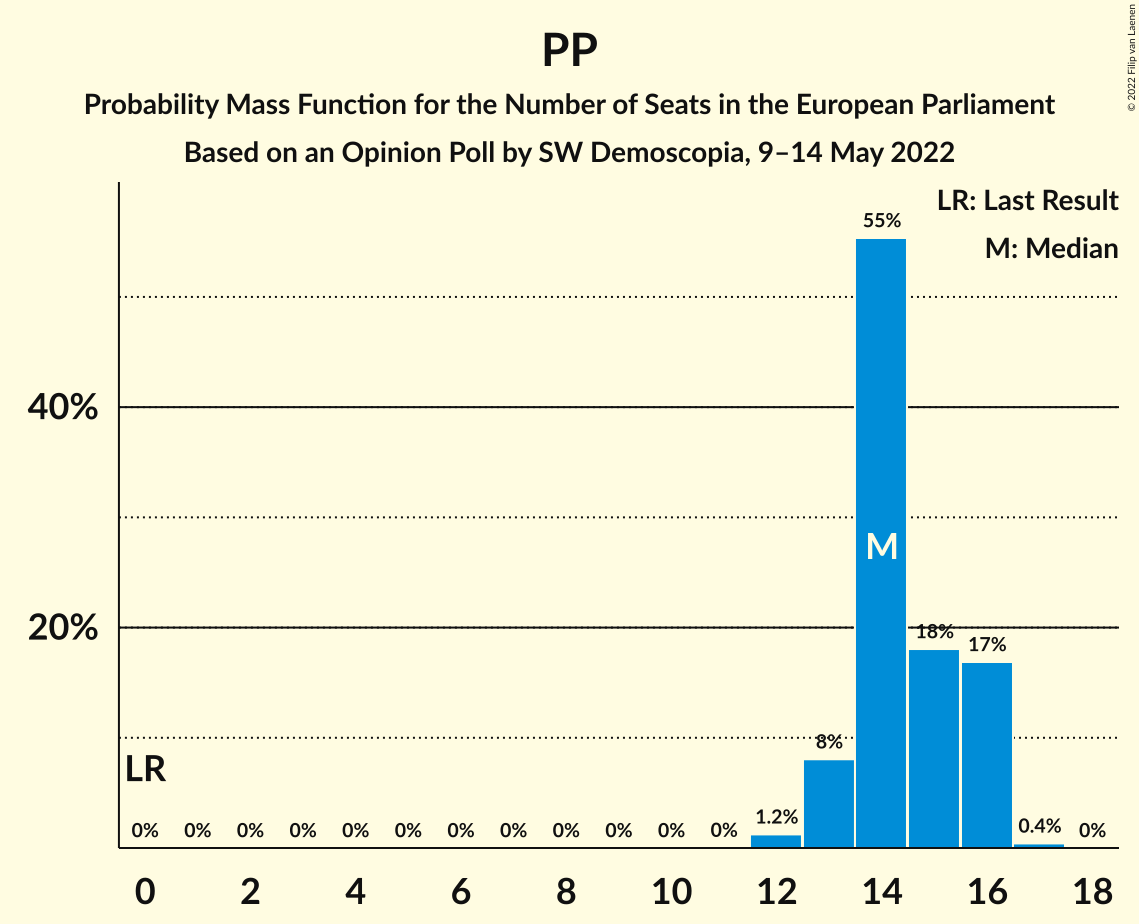 PP
Probability Mass Function for the Number of Seats in the European Parliament
Based on an Opinion Poll by SW Demoscopia, 9–14 May 2022
© 2022 Filip van Laenen
LR: Last Result
M: Median
55%
40%
M
20%
18%
17%
8%
LR
0% 0% 0% 0% 0% 0% 0% 0% 0% 0% 0% 0% 1.2% 0.4% 0%
0 2 4 6 8 10 12 14 16 18